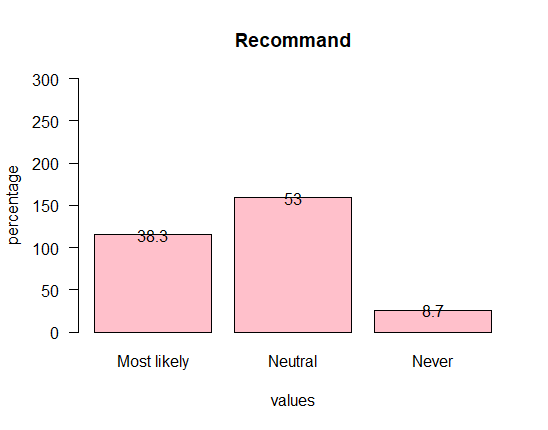 Recommand
percentage
300
250
200
150
100
50
0
38.3
53
8.7
Most likely Neutral Never
values